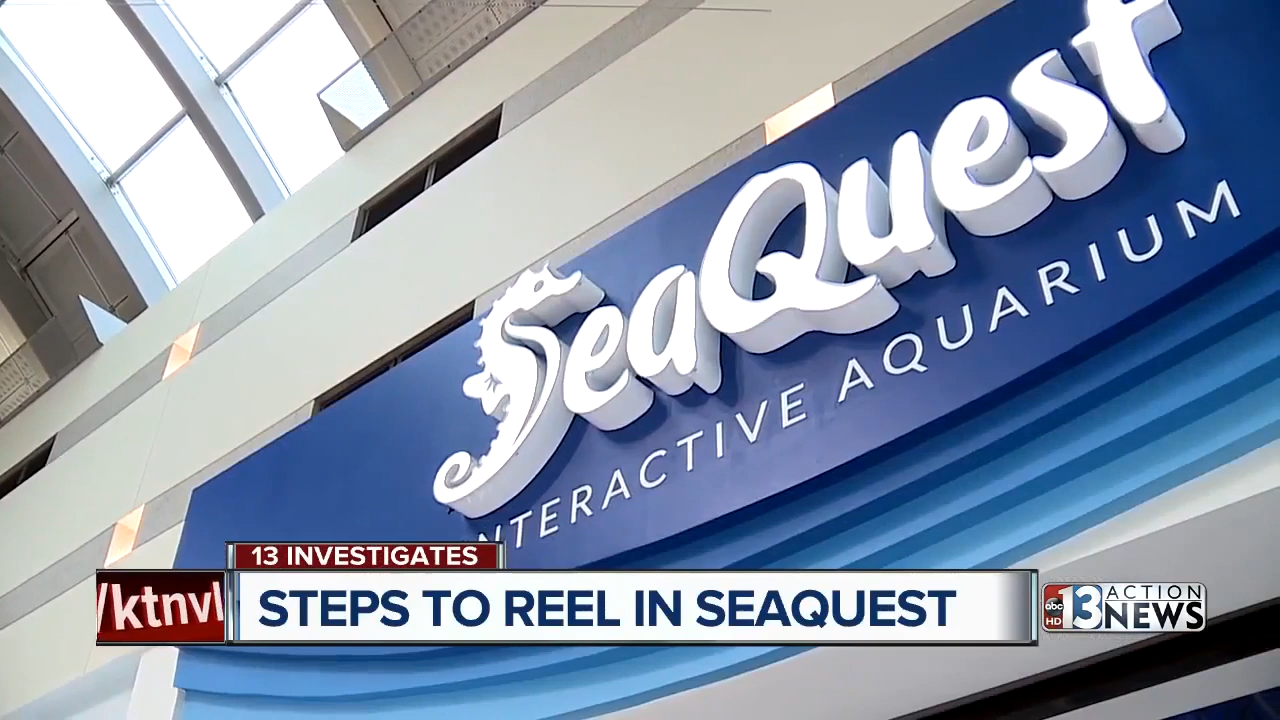 SeaQuest
INTERACTIVE AQUARIUM
13 INVESTIGATES
/ktnv
STEPS TO REEL IN SEAQUEST
abc
HD
13
ACTION
NEWS